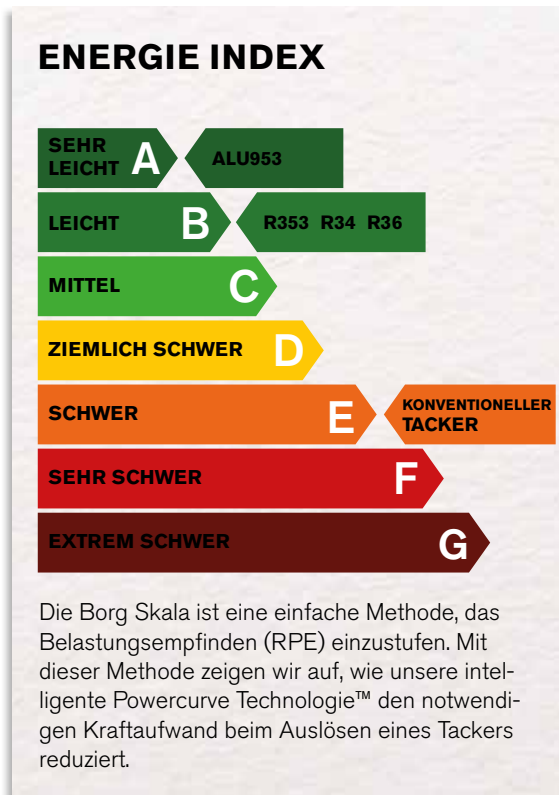 ENERGIE INDEX
SEHR
LEICHT A ALU953
LEICHT B R353 R34 R36
MITTEL C
ZIEMLICH SCHWER D
SCHWER E KONVENTIONELLER
TACKER
SEHR SCHWER F
EXTREM SCHWER G
Die Borg Skala ist eine einfache Methode, das
Belastungsempfinden (RPE) einzustufen. Mit
dieser Methode zeigen wir auf, wie unsere intel-
ligente Powercurve Technologie™ den notwendi-
gen Kraftaufwand beim Auslösen eines Tackers
reduziert.